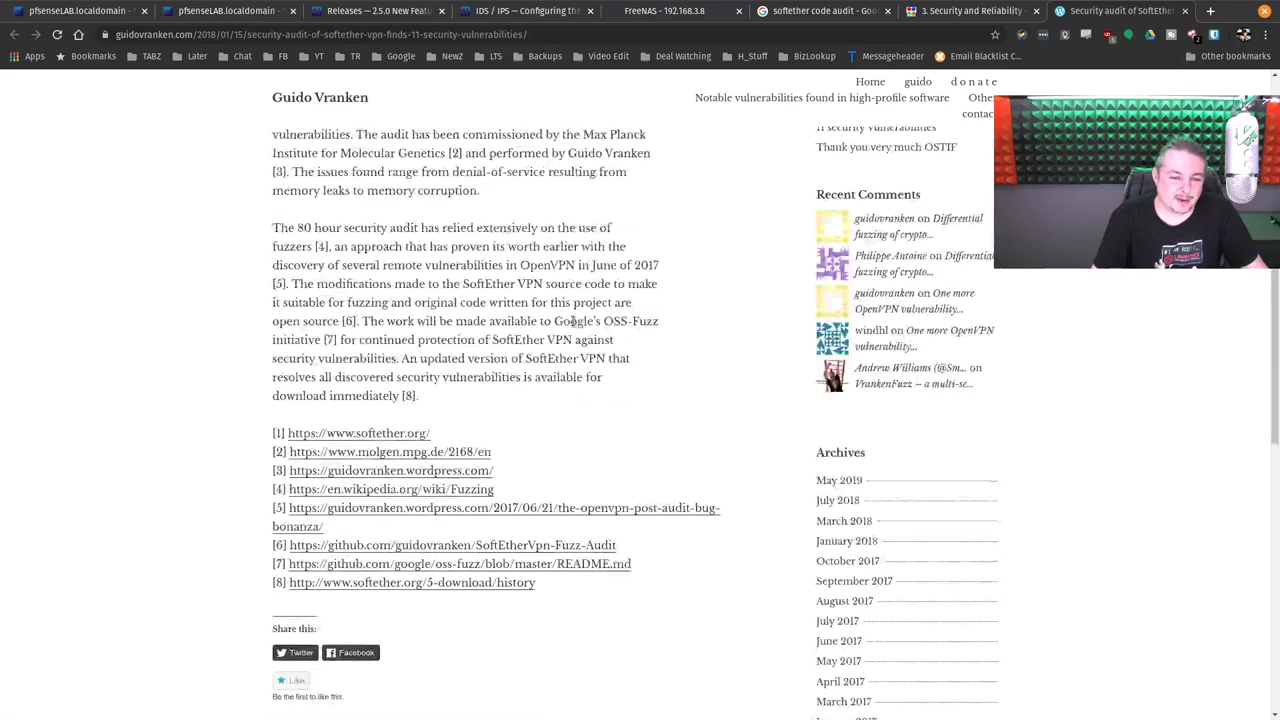 pfsenseLAB.localdomain -
pfsenseLAB.localdomain -
Releases — 2.5.0 New Featu
IDS / IPS — Configuring the
FreeNAS - 192.168.3.8
softether code audit - Goo
3. Security and Reliability
Security audit of SoftEther
guidovranken.com/2018/01/15/security-audit-of-softether-vpn-finds-11-security-vulnerabilities/
Apps Bookmarks TABZ Later Chat FB YT TR Google NewZ LTS Backups Video Edit Deal Watching H_Stuff BizLookup Messageheader Email Blacklist C... Other bookmarks
Home guido d o n a t e
Guido Vranken
Notable vulnerabilities found in high-profile software Othe
contac
vulnerabilities. The audit has been commissioned by the Max Planck
Institute for Molecular Genetics [2] and performed by Guido Vranken
[3]. The issues found range from denial-of-service resulting from
memory leaks to memory corruption.
The 80 hour security audit has relied extensively on the use of
fuzzers [4], an approach that has proven its worth earlier with the
discovery of several remote vulnerabilities in OpenVPN in June of 2017
[5]. The modifications made to the SoftEther VPN source code to make
it suitable for fuzzing and original code written for this project are
open source [6]. The work will be made available to Google's OSS-Fuzz
initiative [7] for continued protection of SoftEther VPN against
security vulnerabilities. An updated version of SoftEther VPN that
resolves all discovered security vulnerabilities is available for
download immediately [8].
[1] https://www.softether.org/
[2] https://www.molgen.mpg.de/2168/en
[3] https://guidovranken.wordpress.com/
[4] https://en.wikipedia.org/wiki/Fuzzing
[5] https://guidovranken.wordpress.com/2017/06/21/the-openvpn-post-audit-bug-
bonanza/
[6] https://github.com/guidovranken/SoftEtherVpn-Fuzz-Audit
[7] https://github.com/google/oss-fuzz/blob/master/README.md
[8] http://www.softether.org/5-download/history
Share this:
Twitter Facebook
Like
Be the first to like this.
11 security vulnerabilities
Thank you very much OSTIF
Recent Comments
guidovranken on Differential
fuzzing of crypto...
Philippe Antoine on Differential
fuzzing of crypto...
guidovranken on One more
OpenVPN vulnerability...
windhl on One more OpenVPN
vulnerability...
Andrew Williams (@Sm... on
VrankenFuzz – a multi-se...
Archives
May 2019
July 2018
March 2018
January 2018
October 2017
September 2017
August 2017
July 2017
June 2017
May 2017
April 2017
March 2017